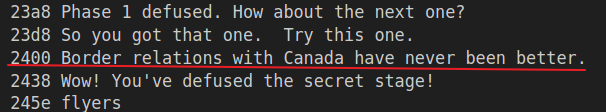 23a8 Phase 1 defused. How about the next one?
23d8 So you got that one.  Try this one.
2400 Border relations with Canada have never been better.
2438 Wow! You've defused the secret stage!
245e flyers